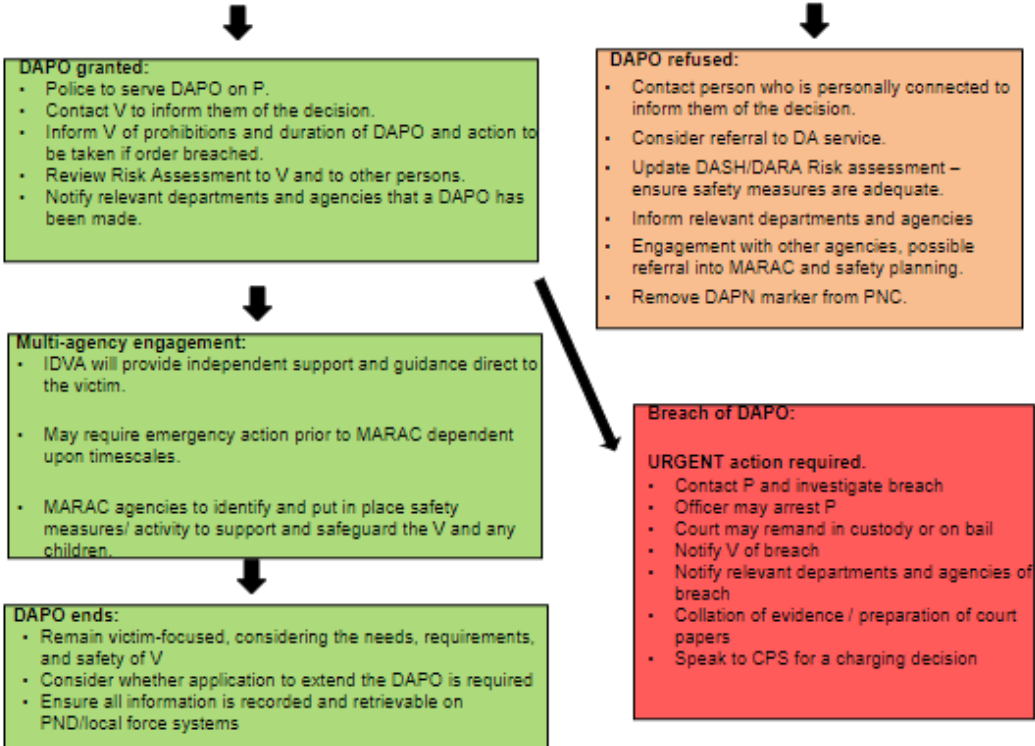 DAPO granted:
• Police to serve DAPO on P.
• Contact V to inform them of the decision.
• Inform V of prohibitions and duration of DAPO and action to
be taken if order breached.
• Review Risk Assessment to V and to other persons.
• Notify relevant departments and agencies that a DAPO has
been made.
DAPO refused:
• Contact person who is personally connected to
inform them of the decision.
• Consider referral to DA service.
• Update DASH/DARA Risk assessment –
ensure safety measures are adequate.
• Inform relevant departments and agencies
• Engagement with other agencies, possible
referral into MARAC and safety planning.
• Remove DAPN marker from PNC.
Multi-agency engagement:
• IDVA will provide independent support and guidance direct to
the victim.
• May require emergency action prior to MARAC dependent
upon timescales.
• MARAC agencies to identify and put in place safety
measures/ activity to support and safeguard the V and any
children.
Breach of DAPO:
URGENT action required.
• Contact P and investigate breach
• Officer may arrest P
• Court may remand in custody or on bail
• Notify V of breach
• Notify relevant departments and agencies of
breach
• Collation of evidence / preparation of court
papers
• Speak to CPS for a charging decision
DAPO ends:
• Remain victim-focused, considering the needs, requirements,
and safety of V
• Consider whether application to extend the DAPO is required
• Ensure all information is recorded and retrievable on
PND/local force systems